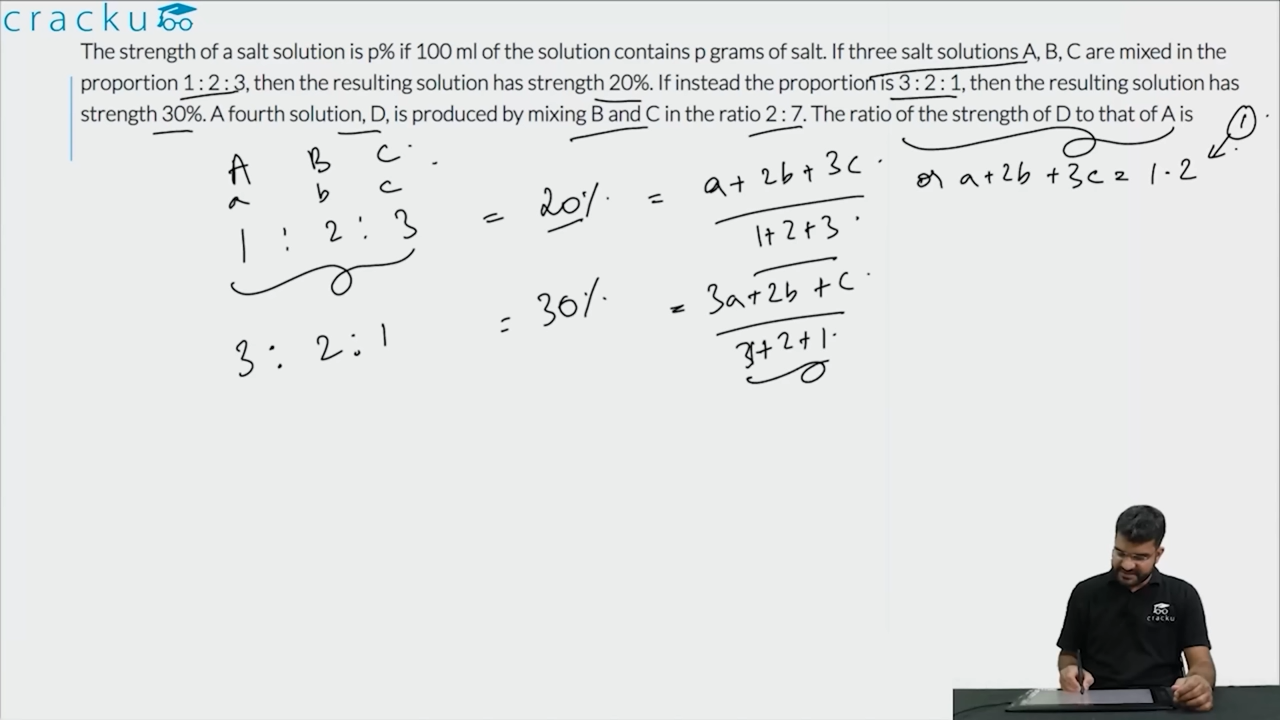 cracku
The strength of a salt solution is p% if 100 ml of the solution contains p grams of salt. If three salt solutions A, B, C are mixed in the
proportion 1 : 2 : 3, then the resulting solution has strength 20%. If instead the proportion is 3 : 2 : 1, then the resulting solution has
strength 30%. A fourth solution, D, is produced by mixing B and C in the ratio 2 : 7. The ratio of the strength of D to that of A is
A B C
a b c
1 : 2 : 3 = 20% = a + 2b + 3c
1+2+3
or a+2b+3c = 1.2
1
3 : 2 : 1 = 30% = 3a+2b+c
3+2+1
cracku